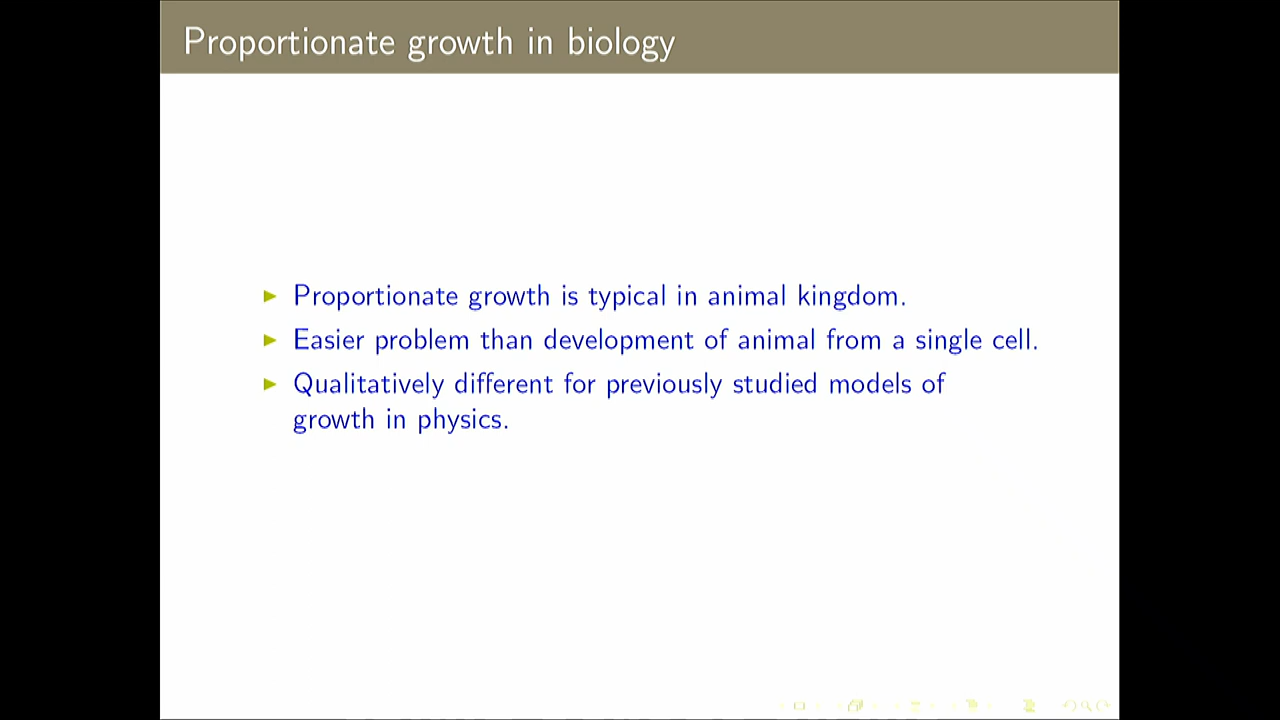 Proportionate growth in biology
Proportionate growth is typical in animal kingdom.
Easier problem than development of animal from a single cell.
Qualitatively different for previously studied models of
growth in physics.